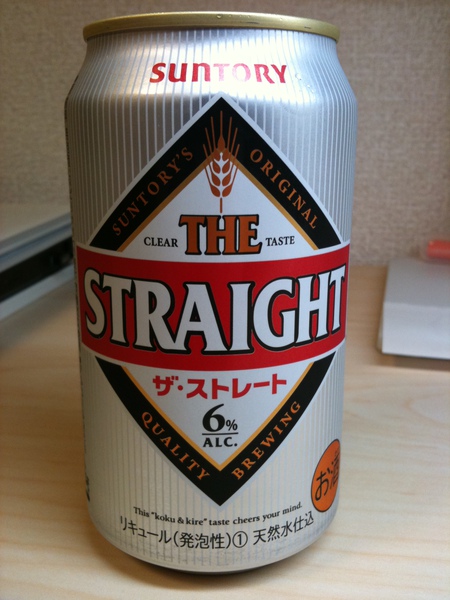 SUNTORY
SUNTORY'S ORIGINAL
CLEAR THE TASTE
STRAIGHT
ザ・ストレート
6%
ALC.
QUALITY BREWING
This "koku & kire" taste cheers your mind.
リキュール(発泡性)① 天然水仕込
お酒